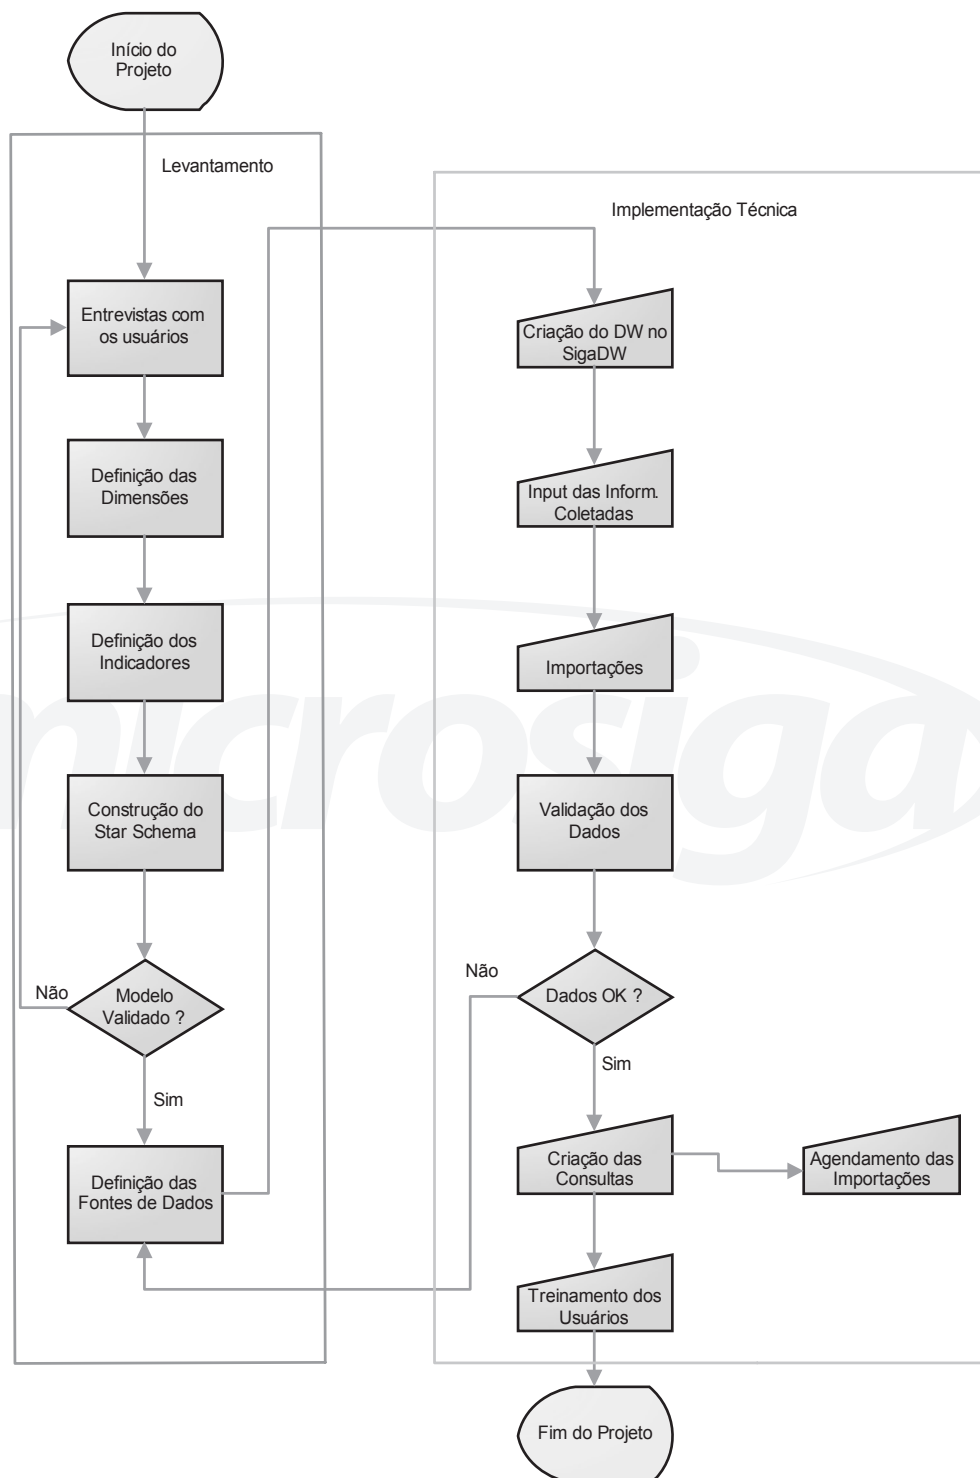 Início do
Projeto
Levantamento
Entrevistas com
os usuários
Definição das
Dimensões
Definição dos
Indicadores
Construção do
Star Schema
Modelo
Validado ?
Não
Sim
Definição das
Fontes de Dados
Implementação Técnica
Criação do DW no
SigaDW
Input das Inform.
Coletadas
Importações
Validação dos
Dados
Dados OK ?
Não
Sim
Criação das
Consultas
Agendamento das
Importações
Treinamento dos
Usuários
Fim do Projeto
microsiga